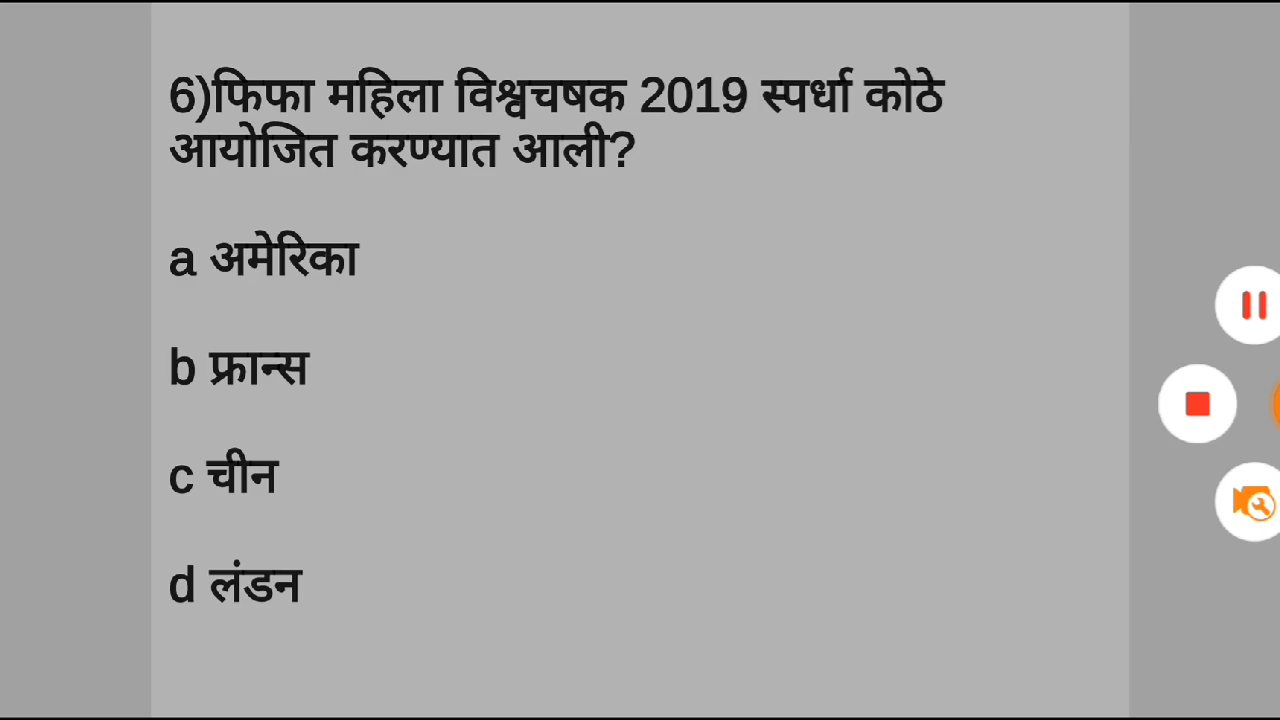 6)फिफा महिला विश्वचषक 2019 स्पर्धा कोठे
आयोजित करण्यात आली?
a अमेरिका
b फ्रान्स
c चीन
d लंडन